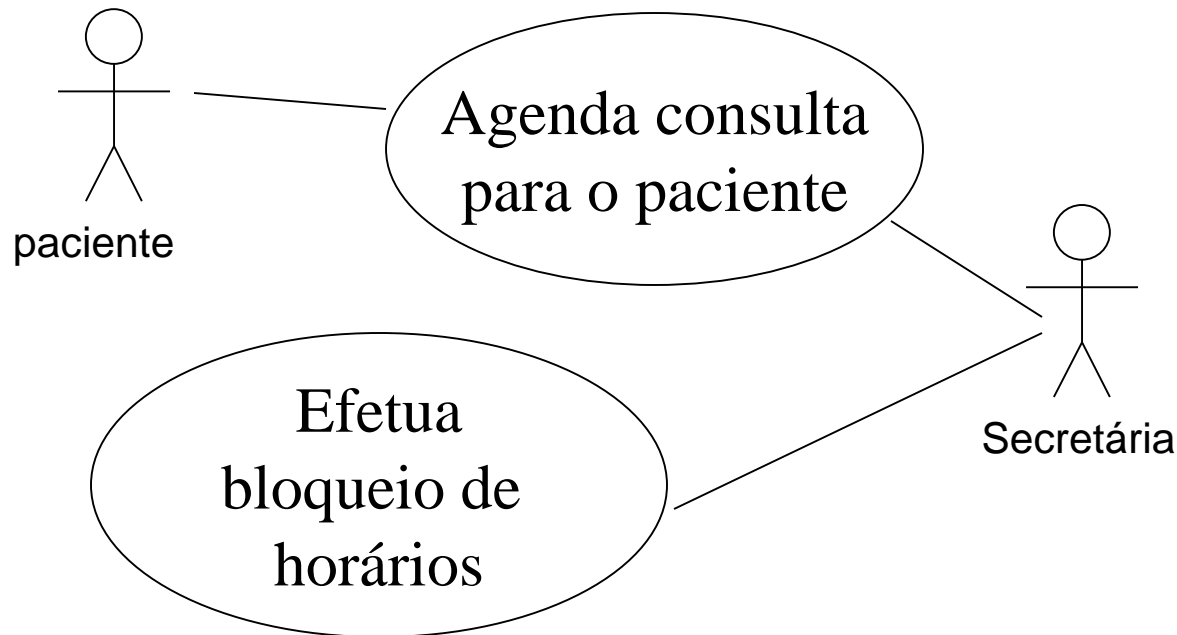 Agenda consulta
para o paciente
paciente
Efetua
bloqueio de
horários
Secretária